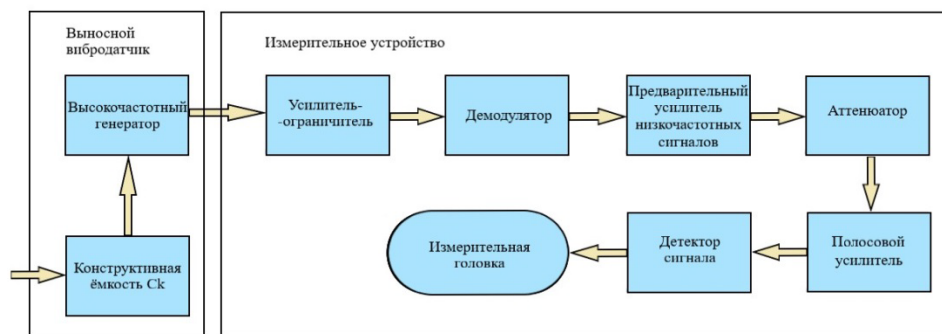 Выносной
вибродатчик
Измерительное устройство
Высокочастотный
генератор
Усилитель-
-ограничитель
Демодулятор
Предварительный
усилитель
низкочастотных
сигналов
Аттенюатор
Конструктивная
ёмкость Ck
Измерительная
головка
Детектор
сигнала
Полосовой
усилитель